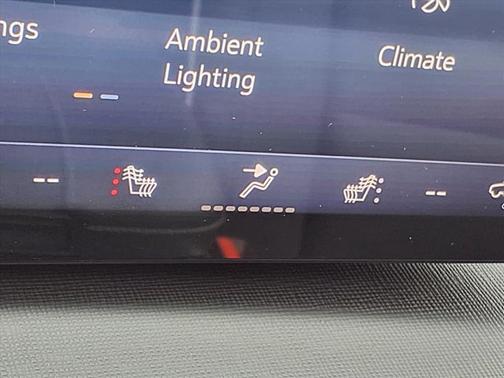 ngs
Ambient
Lighting
Climate
--
--